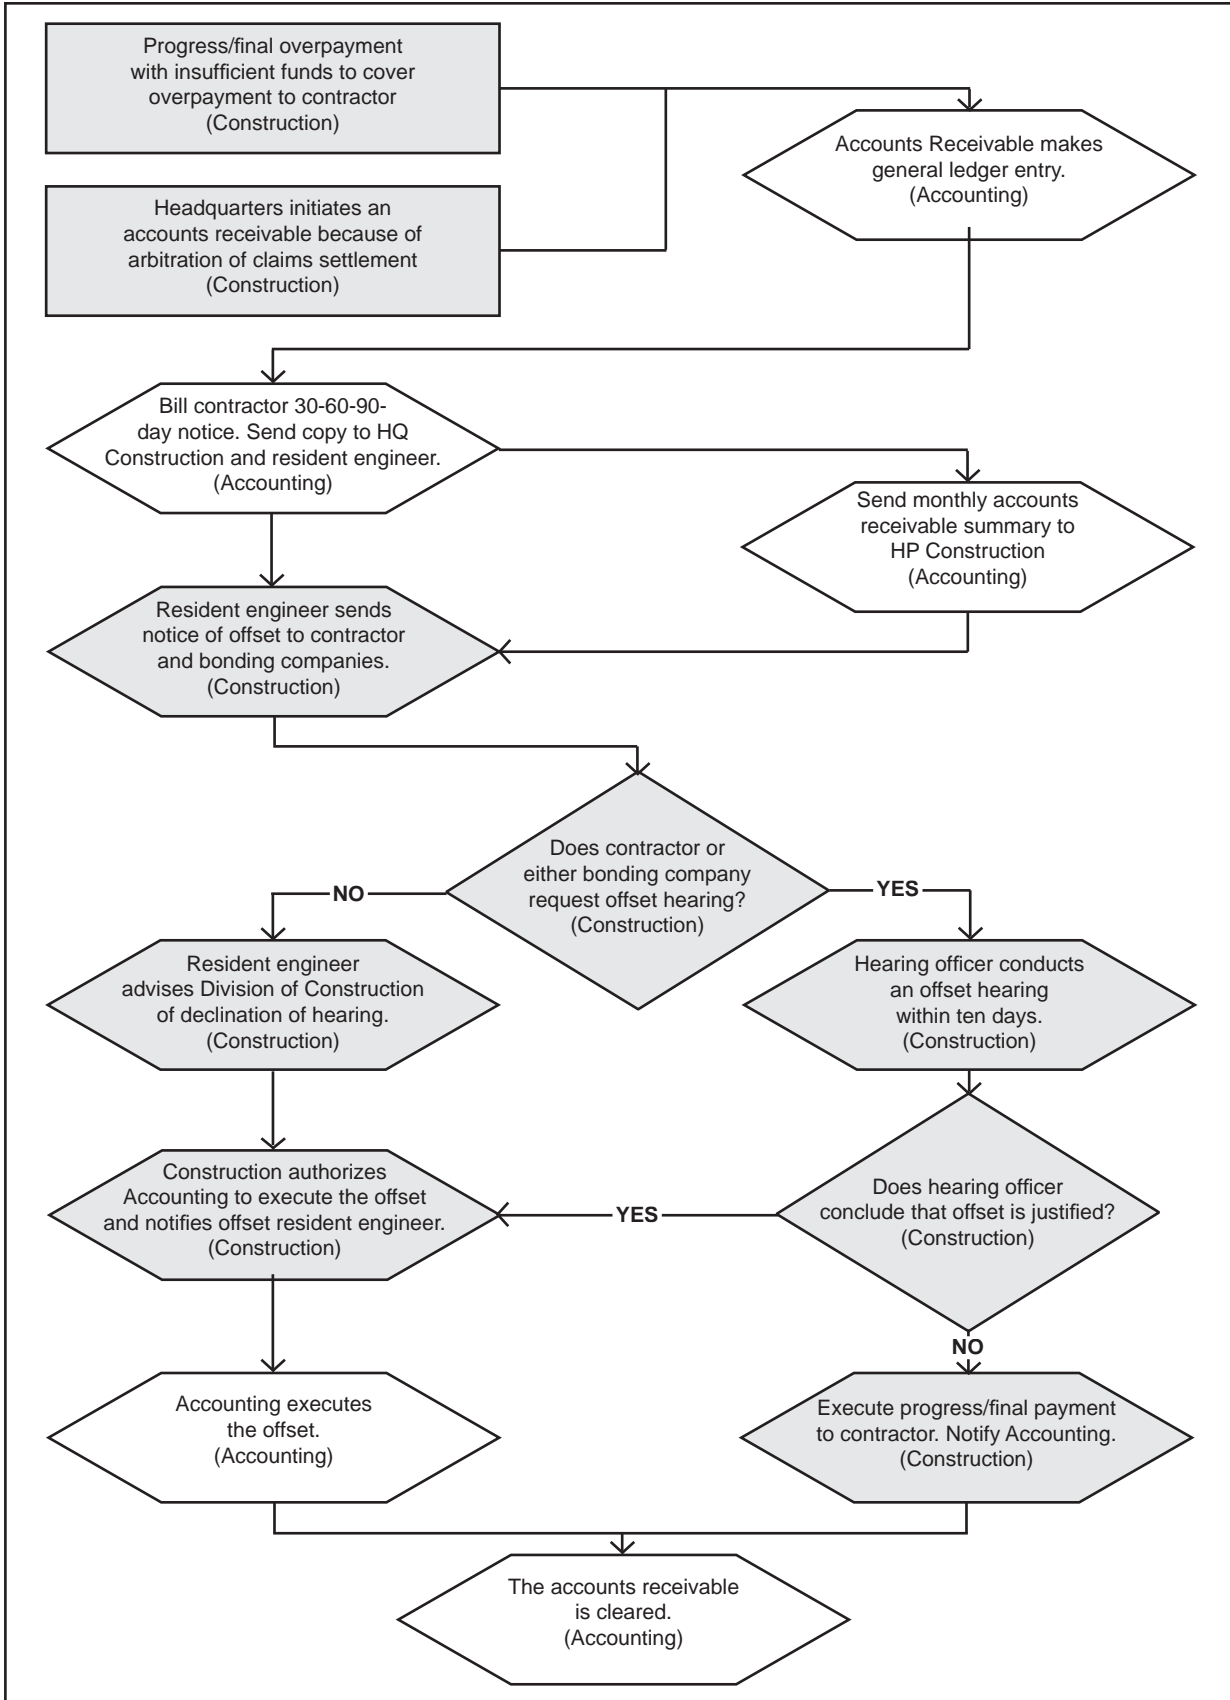 Progress/final overpayment
with insufficient funds to cover
overpayment to contractor
(Construction)
Accounts Receivable makes
general ledger entry.
(Accounting)
Headquarters initiates an
accounts receivable because of
arbitration of claims settlement
(Construction)
Bill contractor 30-60-90-
day notice. Send copy to HQ
Construction and resident engineer.
(Accounting)
Send monthly accounts
receivable summary to
HP Construction
(Accounting)
Resident engineer sends
notice of offset to contractor
and bonding companies.
(Construction)
Does contractor or
either bonding company
request offset hearing?
(Construction)
NO
YES
Resident engineer
advises Division of Construction
of declination of hearing.
(Construction)
Hearing officer conducts
an offset hearing
within ten days.
(Construction)
Construction authorizes
Accounting to execute the offset
and notifies offset resident engineer.
(Construction)
YES
Does hearing officer
conclude that offset is justified?
(Construction)
NO
Accounting executes
the offset.
(Accounting)
Execute progress/final payment
to contractor. Notify Accounting.
(Construction)
The accounts receivable
is cleared.
(Accounting)